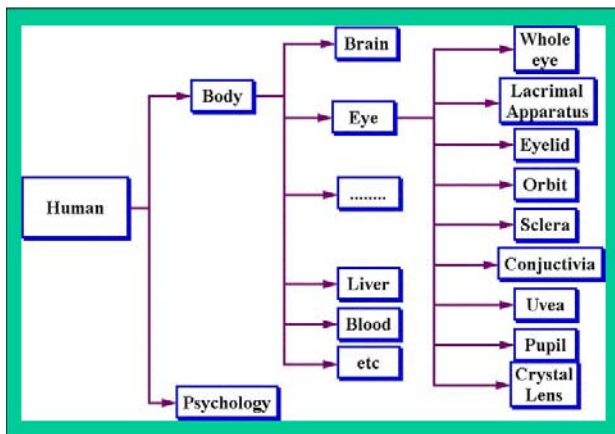 Human
Body
Psychology
Brain
Eye
........
Liver
Blood
etc
Whole
eye
Lacrimal
Apparatus
Eyelid
Orbit
Sclera
Conjuctivia
Uvea
Pupil
Crystal
Lens